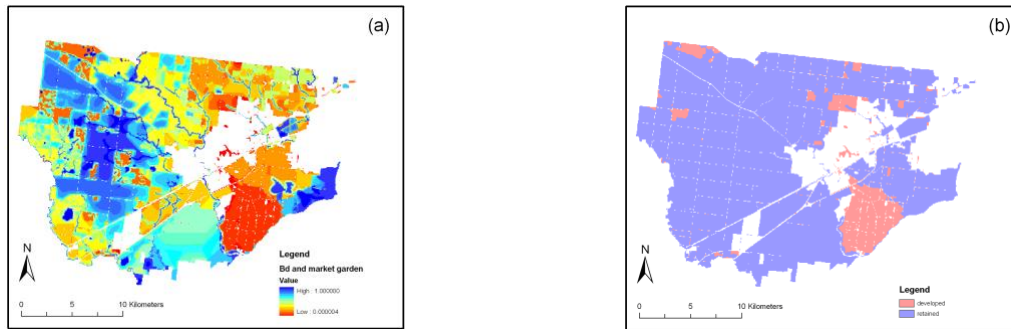 (a)
N
0 5 10 Kilometers
Legend
Bd and market garden
Value
High : 1.000000
Low : 0.000004
(b)
N
0 5 10 Kilometers
Legend
developed
retained